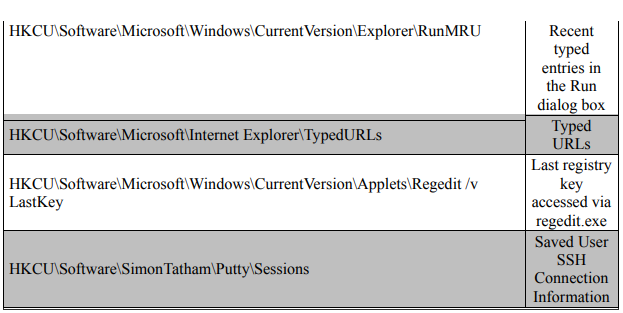 HKCU\Software\Microsoft\Windows\CurrentVersion\Explorer\RunMRU
Recent
typed
entries in
the Run
dialog box
HKCU\Software\Microsoft\Internet Explorer\TypedURLs
Typed
URLs
HKCU\Software\Microsoft\Windows\CurrentVersion\Applets\Regedit /v
LastKey
Last registry
key
accessed via
regedit.exe
HKCU\Software\SimonTatham\Putty\Sessions
Saved User
SSH
Connection
Information